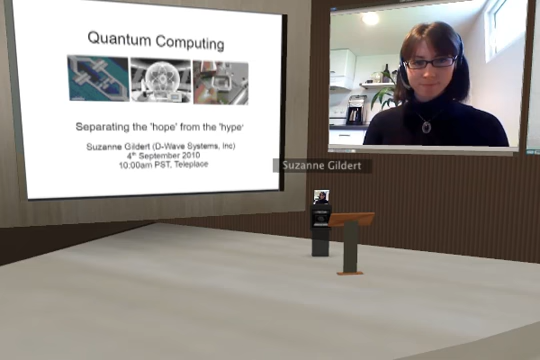 Quantum Computing
Separating the 'hope' from the 'hype'
Suzanne Gildert (D-Wave Systems, Inc)
4th September 2010
10:00am PST, Teleplace
Suzanne Gildert